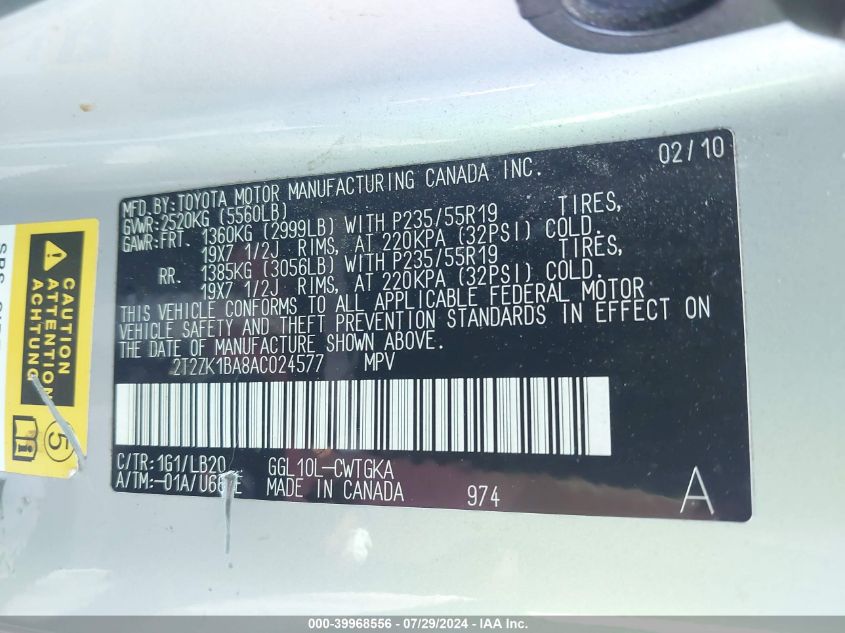 02/10
MFD.BY:TOYOTA MOTOR MANUFACTURING CANADA INC.
GVWR:2520KG (5560LB)
GAWR:FRT. 1360KG (2999LB) WITH P235/55R19 TIRES,
19X7 1/2J RIMS, AT 220KPA (32PSI) COLD.
RR. 1385KG (3056LB) WITH P235/55R19 TIRES,
19X7 1/2J RIMS, AT 220KPA (32PSI) COLD.
THIS VEHICLE CONFORMS TO ALL APPLICABLE FEDERAL MOTOR
VEHICLE SAFETY AND THEFT PREVENTION STANDARDS IN EFFECT ON
THE DATE OF MANUFACTURE SHOWN ABOVE.
2T2ZK1BA8AC024577 MPV
C/TR:1G1/LB20 GGL10L-CWTGKA
A/TM:-01A/ MADE IN CANADA 974 A
CAUTION
ATTENTION
ACHTUNG
5
SRS
000-39968556 / 07/29/2024 - IAA Inc.